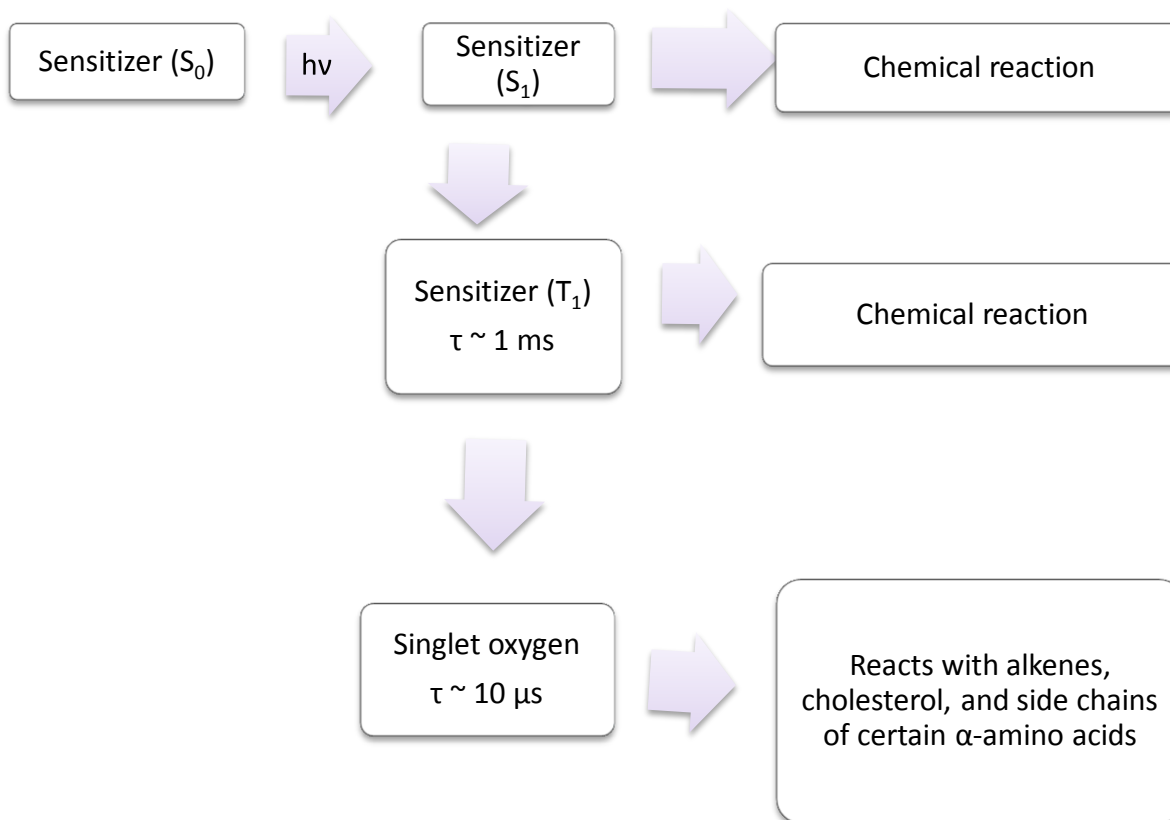 Sensitizer (S₀)
hν
Sensitizer
(S₁)
Chemical reaction
Sensitizer (T₁)
τ ~ 1 ms
Chemical reaction
Singlet oxygen
τ ~ 10 μs
Reacts with alkenes,
cholesterol, and side chains
of certain α-amino acids